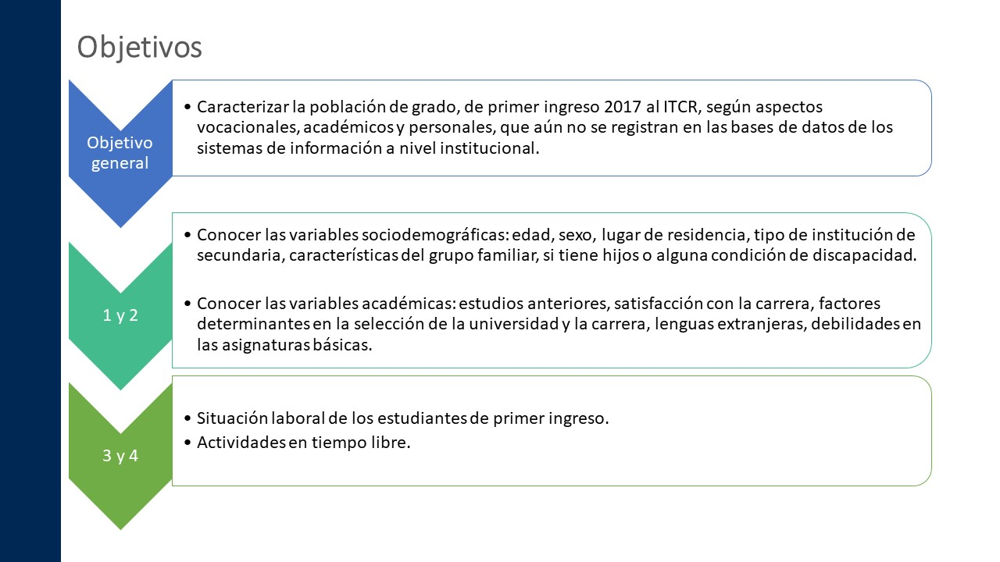 Objetivos
Objetivo
general
• Caracterizar la población de grado, de primer ingreso 2017 al ITCR, según aspectos
vocacionales, académicos y personales, que aún no se registran en las bases de datos de los
sistemas de información a nivel institucional.
1 y 2
• Conocer las variables sociodemográficas: edad, sexo, lugar de residencia, tipo de institución de
secundaria, características del grupo familiar, si tiene hijos o alguna condición de discapacidad.
• Conocer las variables académicas: estudios anteriores, satisfacción con la carrera, factores
determinantes en la selección de la universidad y la carrera, lenguas extranjeras, debilidades en
las asignaturas básicas.
3 y 4
• Situación laboral de los estudiantes de primer ingreso.
• Actividades en tiempo libre.